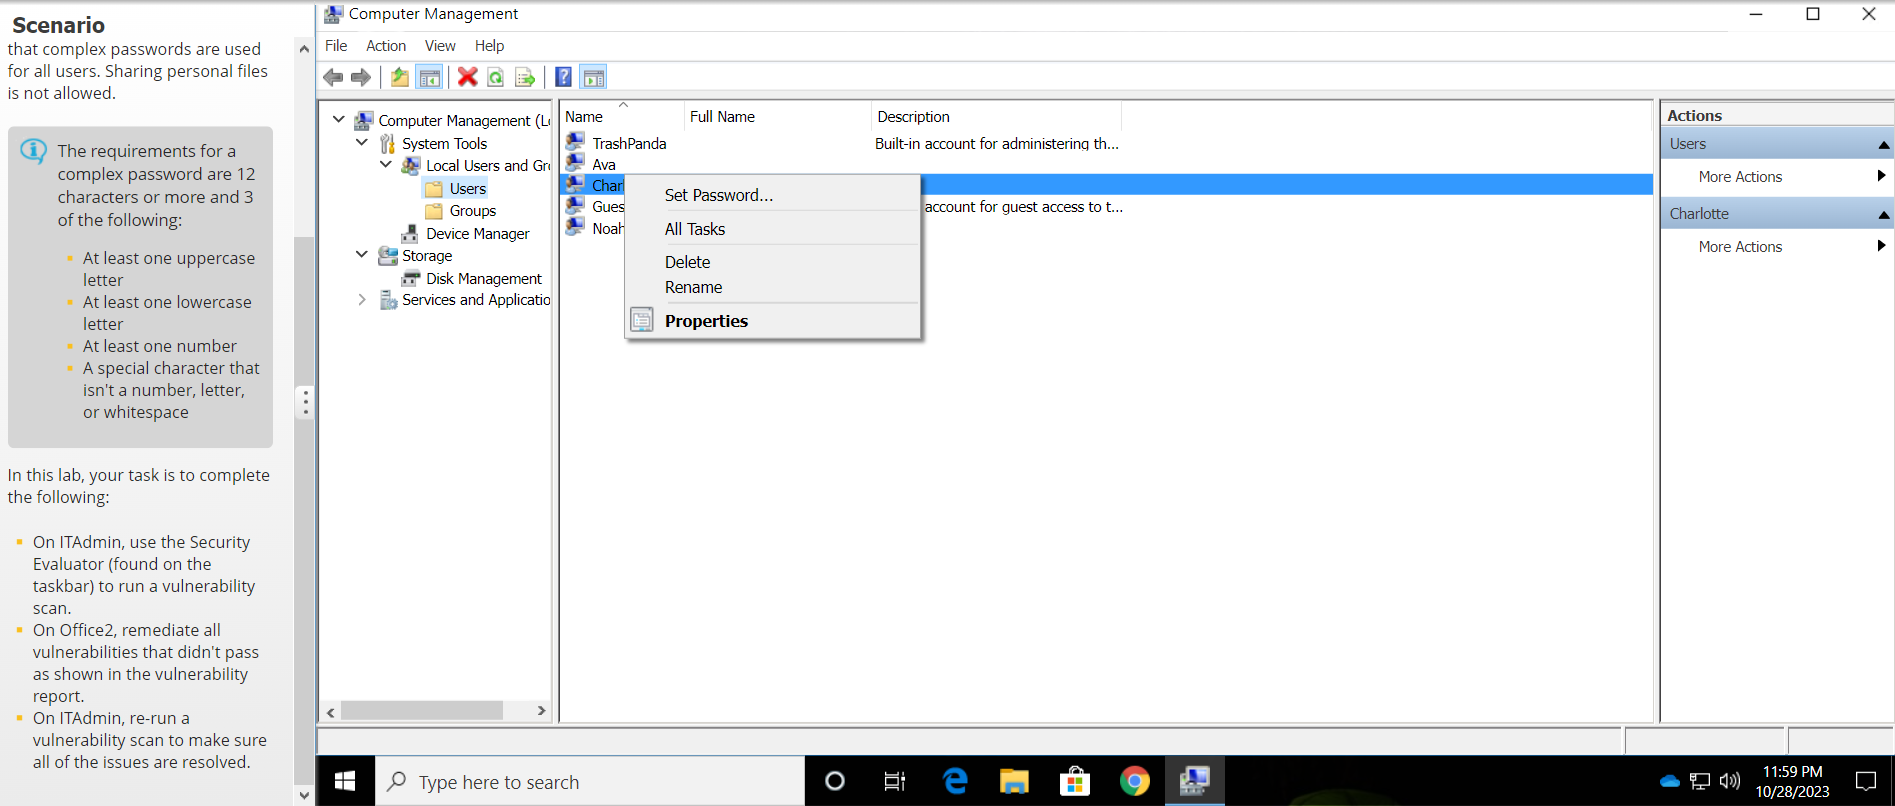 Scenario
that complex passwords are used
for all users. Sharing personal files
is not allowed.
The requirements for a
complex password are 12
characters or more and 3
of the following:
At least one uppercase
letter
At least one lowercase
letter
At least one number
A special character that
isn't a number, letter,
or whitespace
In this lab, your task is to complete
the following:
On ITAdmin, use the Security
Evaluator (found on the
taskbar) to run a vulnerability
scan.
On Office2, remediate all
vulnerabilities that didn't pass
as shown in the vulnerability
report.
On ITAdmin, re-run a
vulnerability scan to make sure
all of the issues are resolved.
Computer Management
File Action View Help
Computer Management (L
System Tools
Local Users and Gr
Users
Groups
Device Manager
Storage
Disk Management
Services and Applicatio
Name Full Name Description
TrashPanda Built-in account for administering th...
Ava
Charl
Gues account for guest access to t...
Noah
Set Password...
All Tasks
Delete
Rename
Properties
Actions
Users
More Actions
Charlotte
More Actions
Type here to search
11:59 PM
10/28/2023